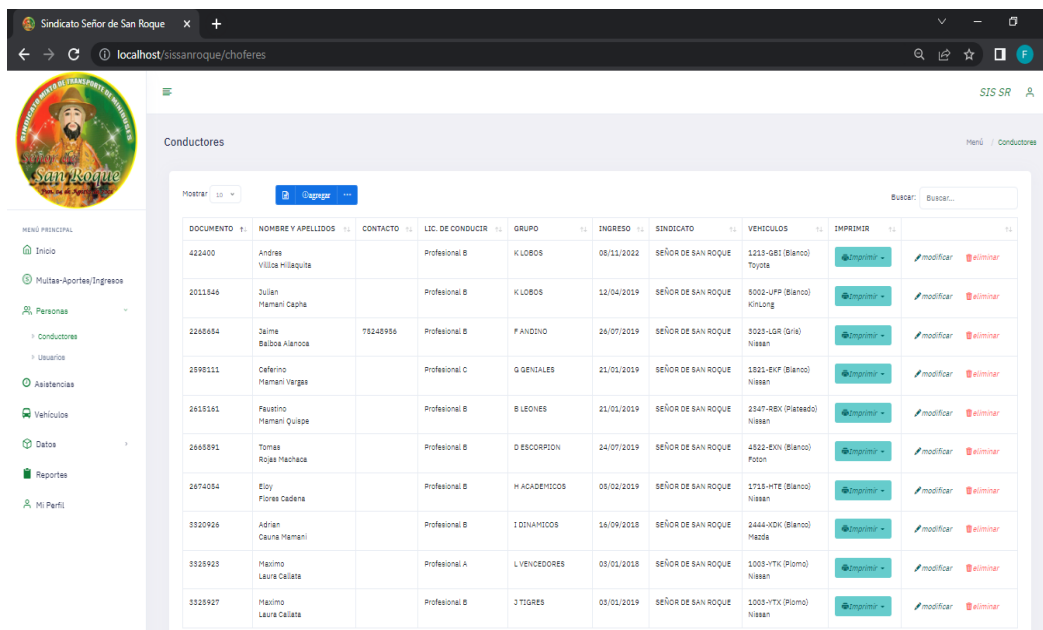 Sindicato Señor de San Roque
localhost/sissanroque/choferes
F
SINDICATO MIXTO DE TRANSPORTE DE MINIBUSES
Señor de
San Roque
MENÚ PRINCIPAL
Inicio
Multas-Aportes/Ingresos
Personas
Conductores
Usuarios
Asistencias
Vehículos
Datos
Reportes
Mi Perfil
SIS SR
Conductores
Menú / Conductores
Mostrar 10
agregar ...
Buscar: Buscar...
DOCUMENTO NOMBRE Y APELLIDOS CONTACTO LIC. DE CONDUCIR GRUPO INGRESO SINDICATO VEHICULOS IMPRIMIR
422400 Andres Villca Hillaquita Profesional B K LOBOS 08/11/2022 SEÑOR DE SAN ROQUE 1213-GBI (Blanco) Toyota Imprimir modificar eliminar
2011546 Julian Mamani Capha Profesional B K LOBOS 12/04/2019 SEÑOR DE SAN ROQUE 5002-UFP (Blanco) KinLong Imprimir modificar eliminar
2268654 Jaime Balboa Alanoca 75248956 Profesional B F ANDINO 26/07/2019 SEÑOR DE SAN ROQUE 3023-LGR (Gris) Nissan Imprimir modificar eliminar
2598111 Ceferino Mamani Vargas Profesional C G GENIALES 21/01/2019 SEÑOR DE SAN ROQUE 1821-EKF (Blanco) Nissan Imprimir modificar eliminar
2615161 Faustino Mamani Quispe Profesional B B LEONES 21/01/2019 SEÑOR DE SAN ROQUE 2347-RBX (Plateado) Nissan Imprimir modificar eliminar
2665891 Tomas Rojas Machaca Profesional B D ESCORPION 24/07/2019 SEÑOR DE SAN ROQUE 4522-EXN (Blanco) Foton Imprimir modificar eliminar
2674054 Eloy Flores Cadena Profesional B H ACADEMICOS 05/02/2019 SEÑOR DE SAN ROQUE 1715-HTE (Blanco) Nissan Imprimir modificar eliminar
3320926 Adrian Cauna Mamani Profesional B I DINAMICOS 16/09/2018 SEÑOR DE SAN ROQUE 2444-XDK (Blanco) Mazda Imprimir modificar eliminar
3325923 Maximo Laura Callata Profesional A L VENCEDORES 03/01/2018 SEÑOR DE SAN ROQUE 1003-YTK (Plomo) Nissan Imprimir modificar eliminar
3325927 Maximo Laura Callata Profesional B J TIGRES 03/01/2019 SEÑOR DE SAN ROQUE 1003-YTX (Plomo) Nissan Imprimir modificar eliminar